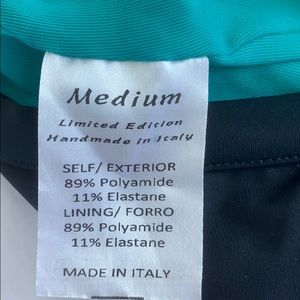 Medium
Limited Edition
Handmade in Italy
SELF/ EXTERIOR
89% Polyamide
11% Elastane
LINING/ FORRO
89% Polyamide
11% Elastane
MADE IN ITALY